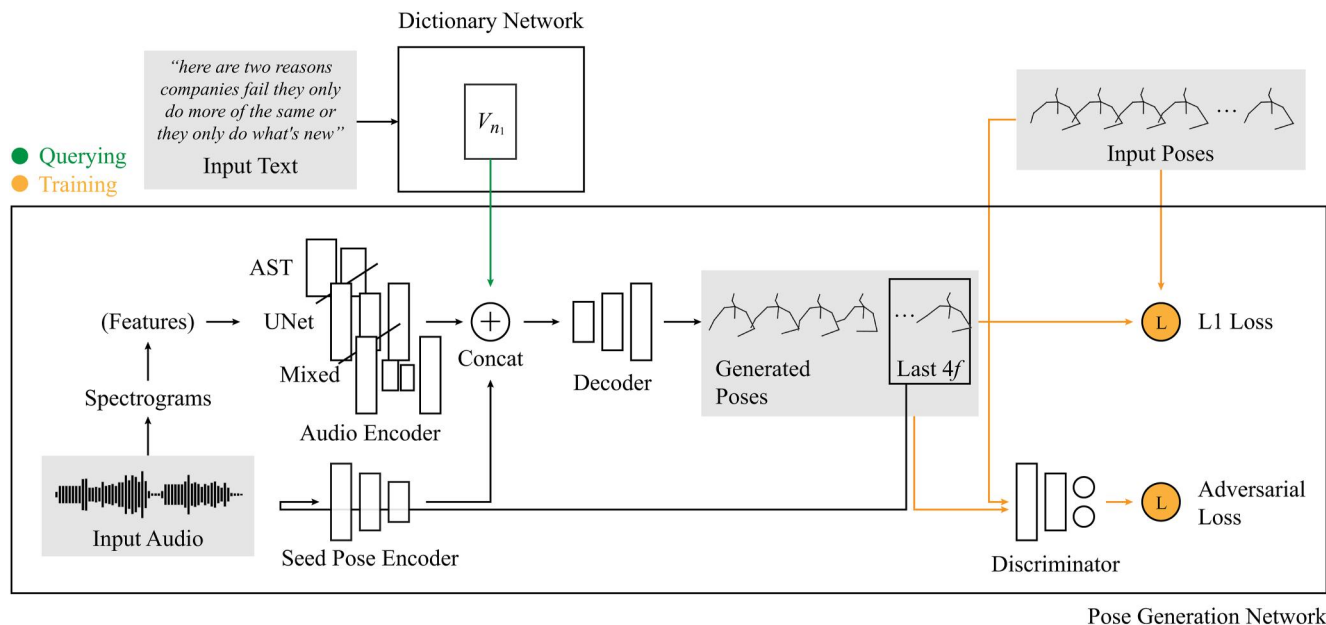 Dictionary Network
“here are two reasons
companies fail they only
do more of the same or
they only do what's new”
Input Text
V_{n_1}
Input Poses
Querying
Training
AST
UNet
Mixed
(Features)
Spectrograms
Audio Encoder
Input Audio
Seed Pose Encoder
Concat
Decoder
Generated
Poses
...
Last 4f
...
L
L1 Loss
L
Adversarial
Loss
Discriminator
Pose Generation Network